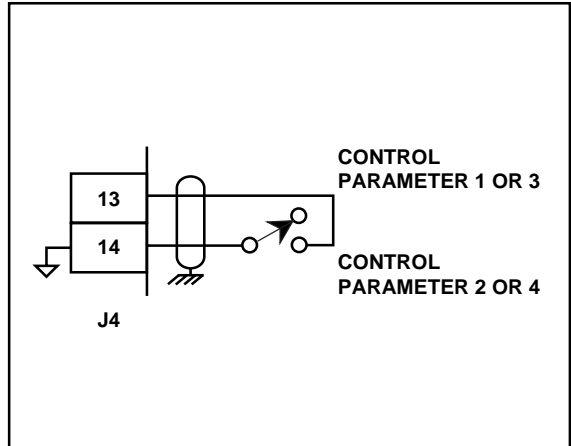 CONTROL
PARAMETER 1 OR 3
13
14
CONTROL
PARAMETER 2 OR 4
J4